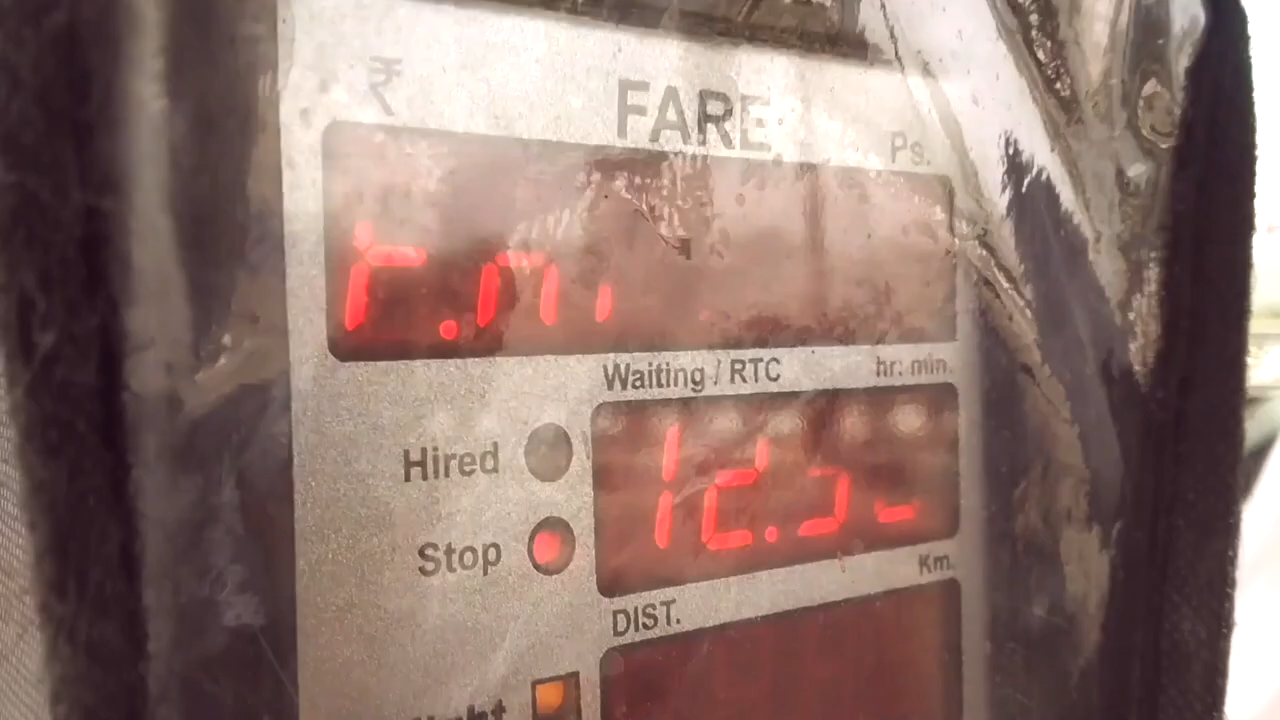 ₹ FARE Ps.
Waiting / RTC hr: min.
Hired
Stop
Km.
DIST.